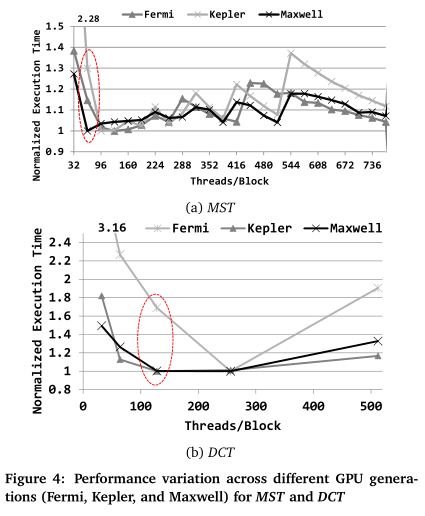 2.28
Fermi Kepler Maxwell
Normalized Execution Time
1.5
1.4
1.3
1.2
1.1
1
0.9
32 96 160 224 288 352 416 480 544 608 672 736
Threads/Block
(a) MST
3.16
Fermi Kepler Maxwell
Normalized Execution Time
2.4
2.2
2
1.8
1.6
1.4
1.2
1
0.8
0 100 200 300 400 500
Threads/Block
(b) DCT
Figure 4: Performance variation across different GPU genera-
tions (Fermi, Kepler, and Maxwell) for MST and DCT